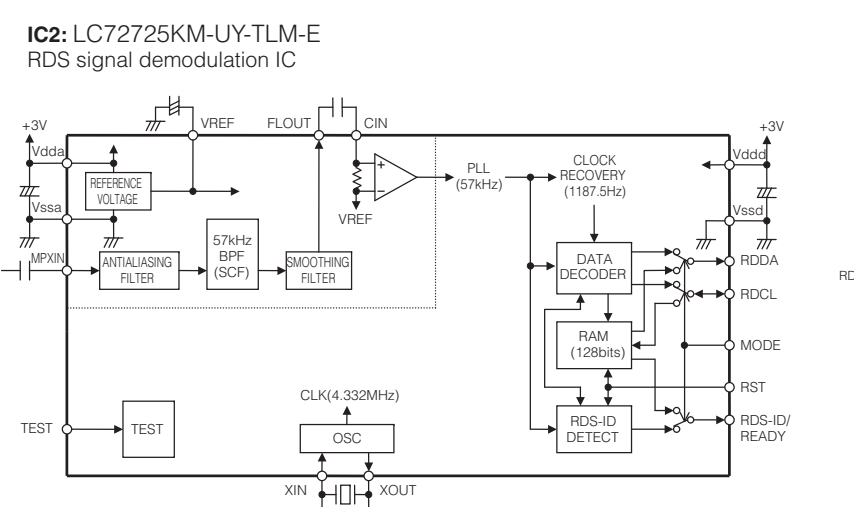 IC2: LC72725KM-UY-TLM-E
RDS signal demodulation IC
+3V
VREF
FLOUT
CIN
+3V
Vdda
REFERENCE
VOLTAGE
Vssa
+
−
VREF
PLL
(57kHz)
CLOCK
RECOVERY
(1187.5Hz)
Vddd
Vssd
MPXIN
ANTIALIASING
FILTER
57kHz
BPF
(SCF)
SMOOTHING
FILTER
DATA
DECODER
RDDA
RDCL
RAM
(128bits)
MODE
RST
RDS-ID
DETECT
RDS-ID/
READY
TEST
TEST
CLK(4.332MHz)
OSC
XIN
XOUT
RD